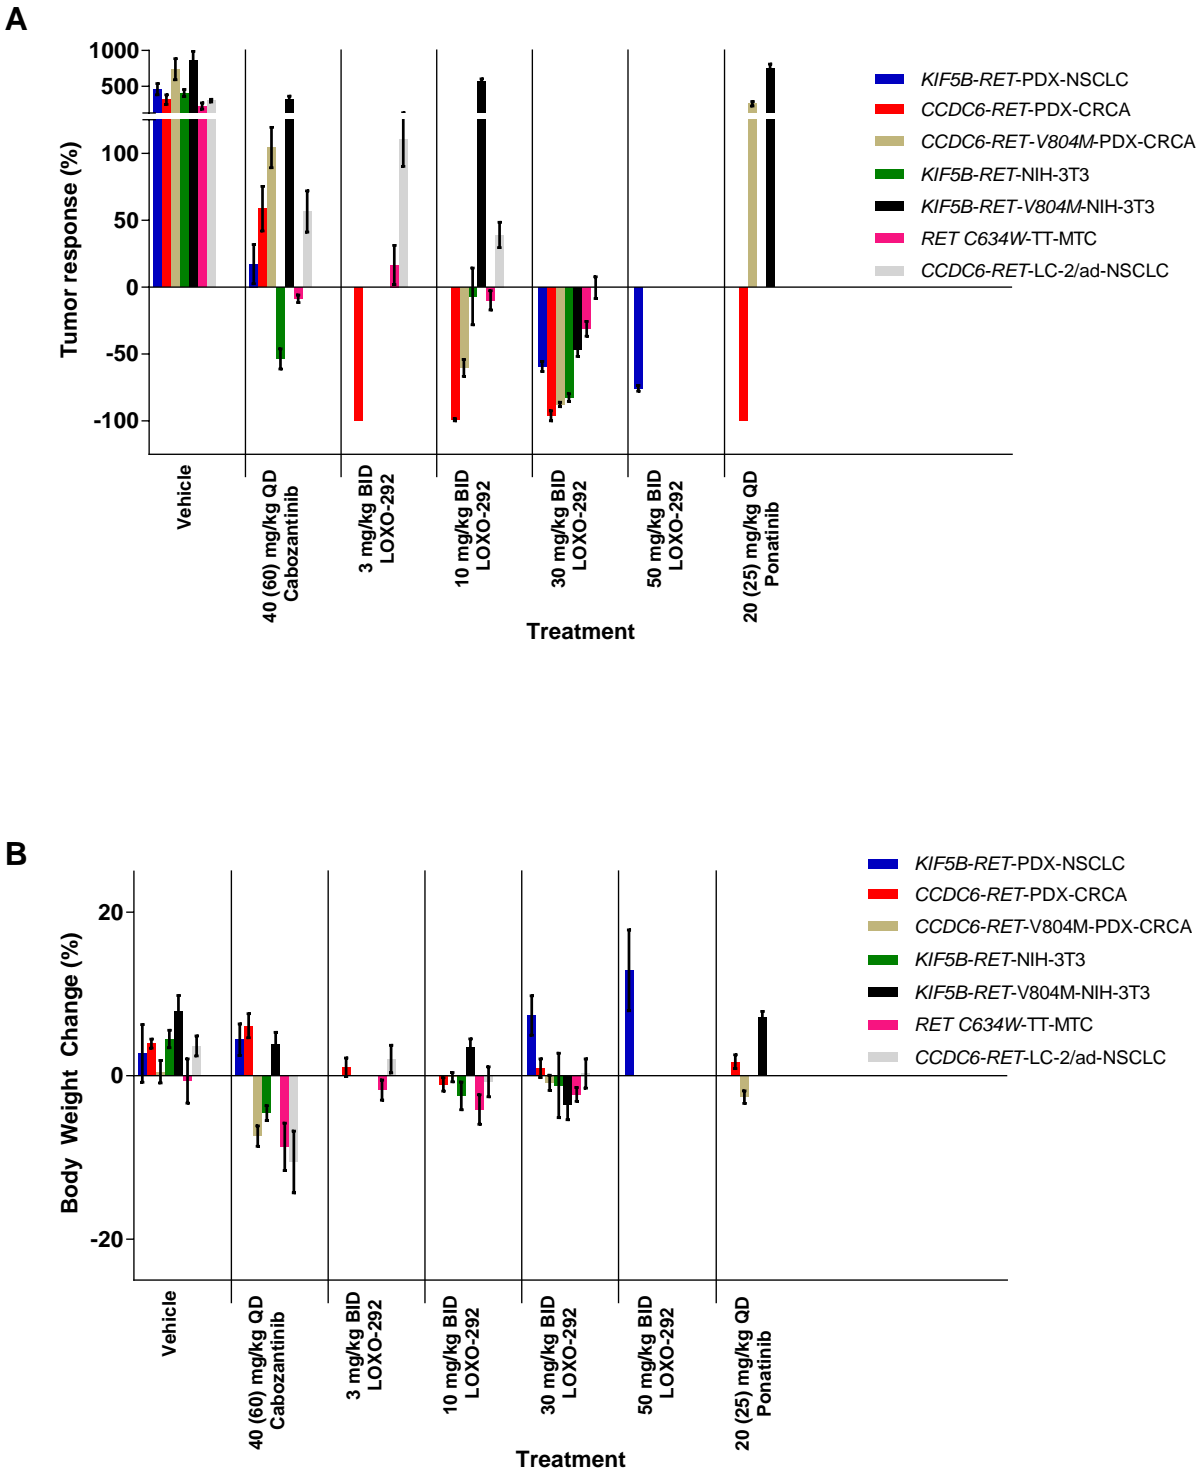 A
1000
500
100
50
0
-50
-100
Tumor response (%)
KIF5B-RET-PDX-NSCLC
CCDC6-RET-PDX-CRCA
CCDC6-RET-V804M-PDX-CRCA
KIF5B-RET-NIH-3T3
KIF5B-RET-V804M-NIH-3T3
RET C634W-TT-MTC
CCDC6-RET-LC-2/ad-NSCLC
Vehicle
40 (60) mg/kg QD
Cabozantinib
3 mg/kg BID
LOXO-292
10 mg/kg BID
LOXO-292
30 mg/kg BID
LOXO-292
50 mg/kg BID
LOXO-292
20 (25) mg/kg QD
Ponatinib
Treatment
B
20
0
-20
Body Weight Change (%)
KIF5B-RET-PDX-NSCLC
CCDC6-RET-PDX-CRCA
CCDC6-RET-V804M-PDX-CRCA
KIF5B-RET-NIH-3T3
KIF5B-RET-V804M-NIH-3T3
RET C634W-TT-MTC
CCDC6-RET-LC-2/ad-NSCLC
Vehicle
40 (60) mg/kg QD
Cabozantinib
3 mg/kg BID
LOXO-292
10 mg/kg BID
LOXO-292
30 mg/kg BID
LOXO-292
50 mg/kg BID
LOXO-292
20 (25) mg/kg QD
Ponatinib
Treatment